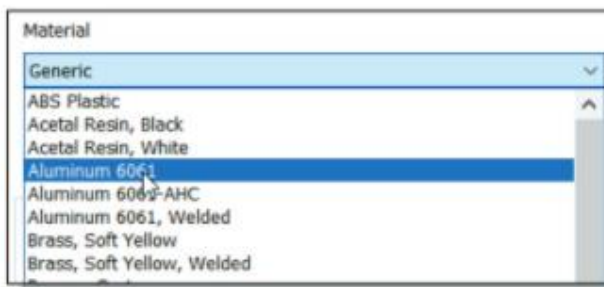 Material
Generic
ABS Plastic
Acetal Resin, Black
Acetal Resin, White
Aluminum 6061
Aluminum 6061-AHC
Aluminum 6061, Welded
Brass, Soft Yellow
Brass, Soft Yellow, Welded